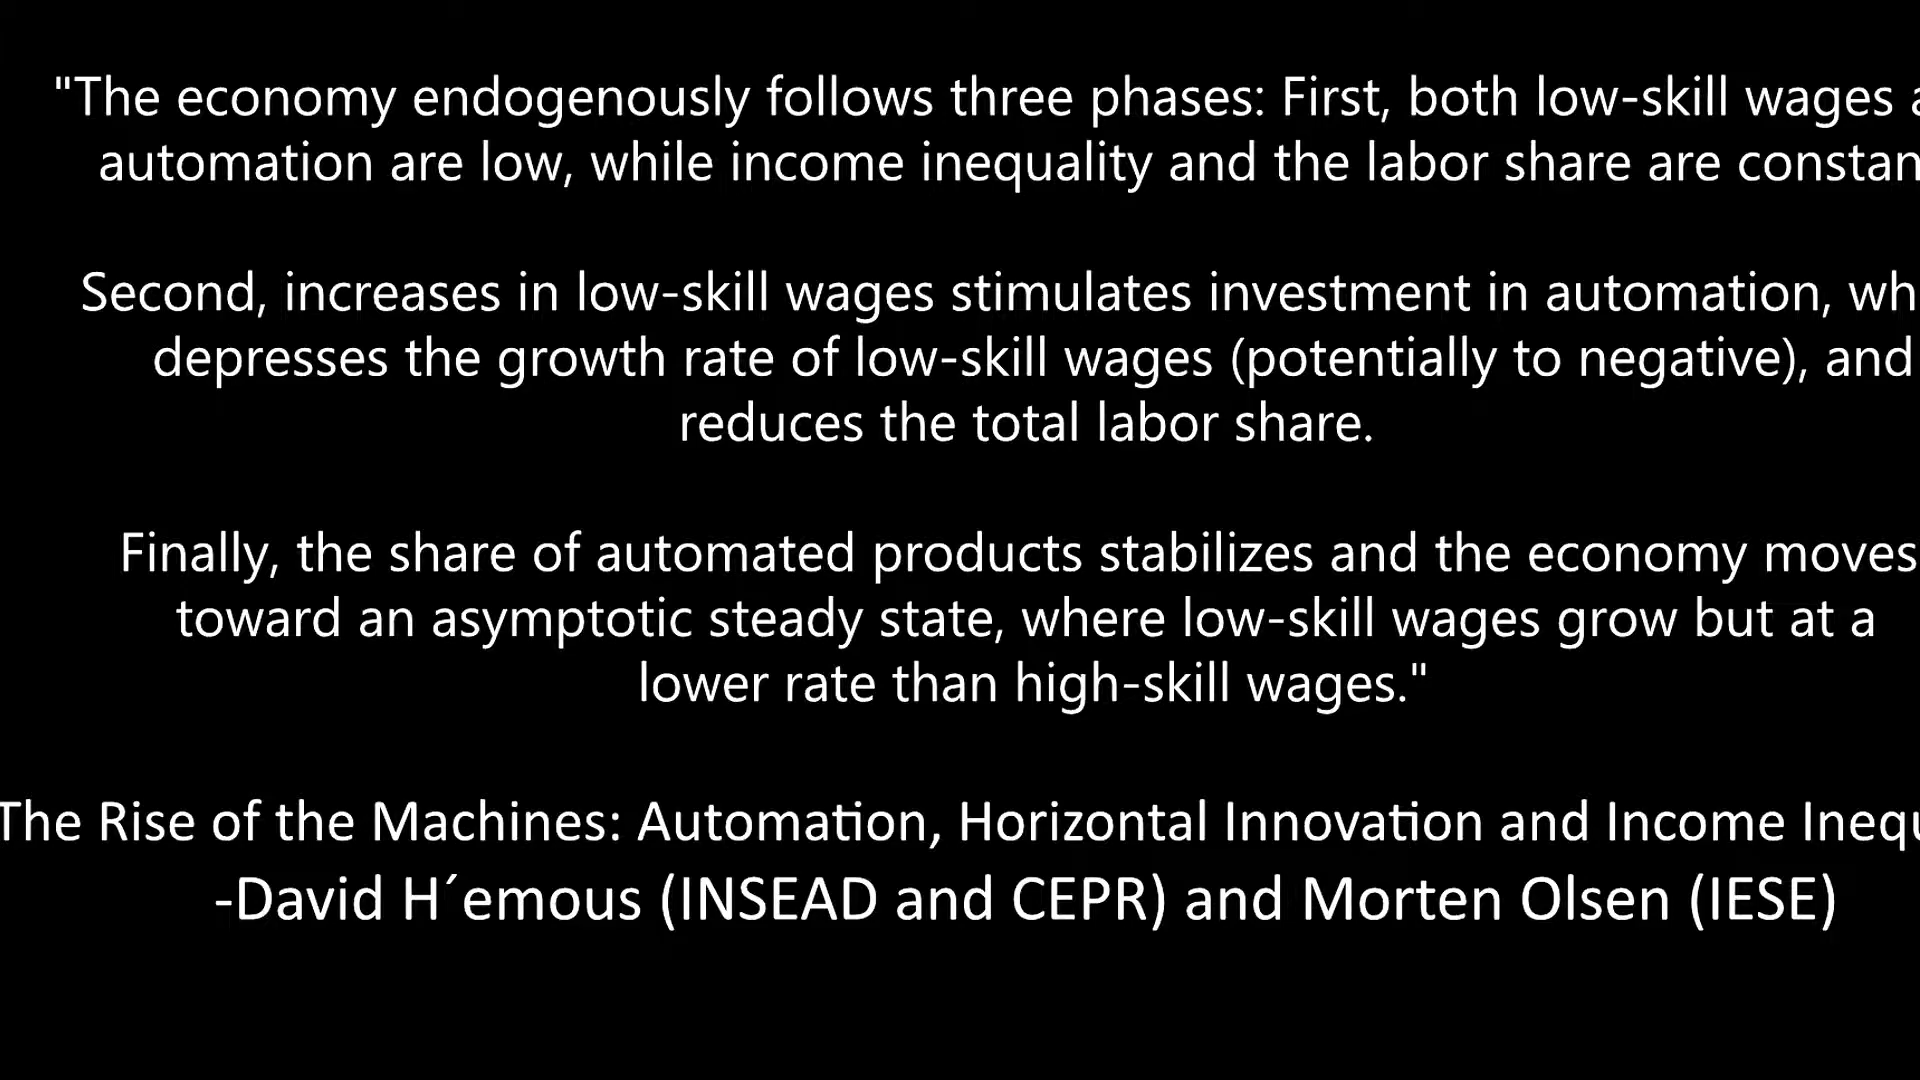 "The economy endogenously follows three phases: First, both low-skill wages
automation are low, while income inequality and the labor share are
Second, increases in low-skill wages stimulates investment in automation,
depresses the growth rate of low-skill wages (potentially to negative), and
reduces the total labor share.
Finally, the share of automated products stabilizes and the economy moves
toward an asymptotic steady state, where low-skill wages grow but at a
lower rate than high-skill wages."
The Rise of the Machines: Automation, Horizontal Innovation and Income
-David H´emous (INSEAD and CEPR) and Morten Olsen (IESE)